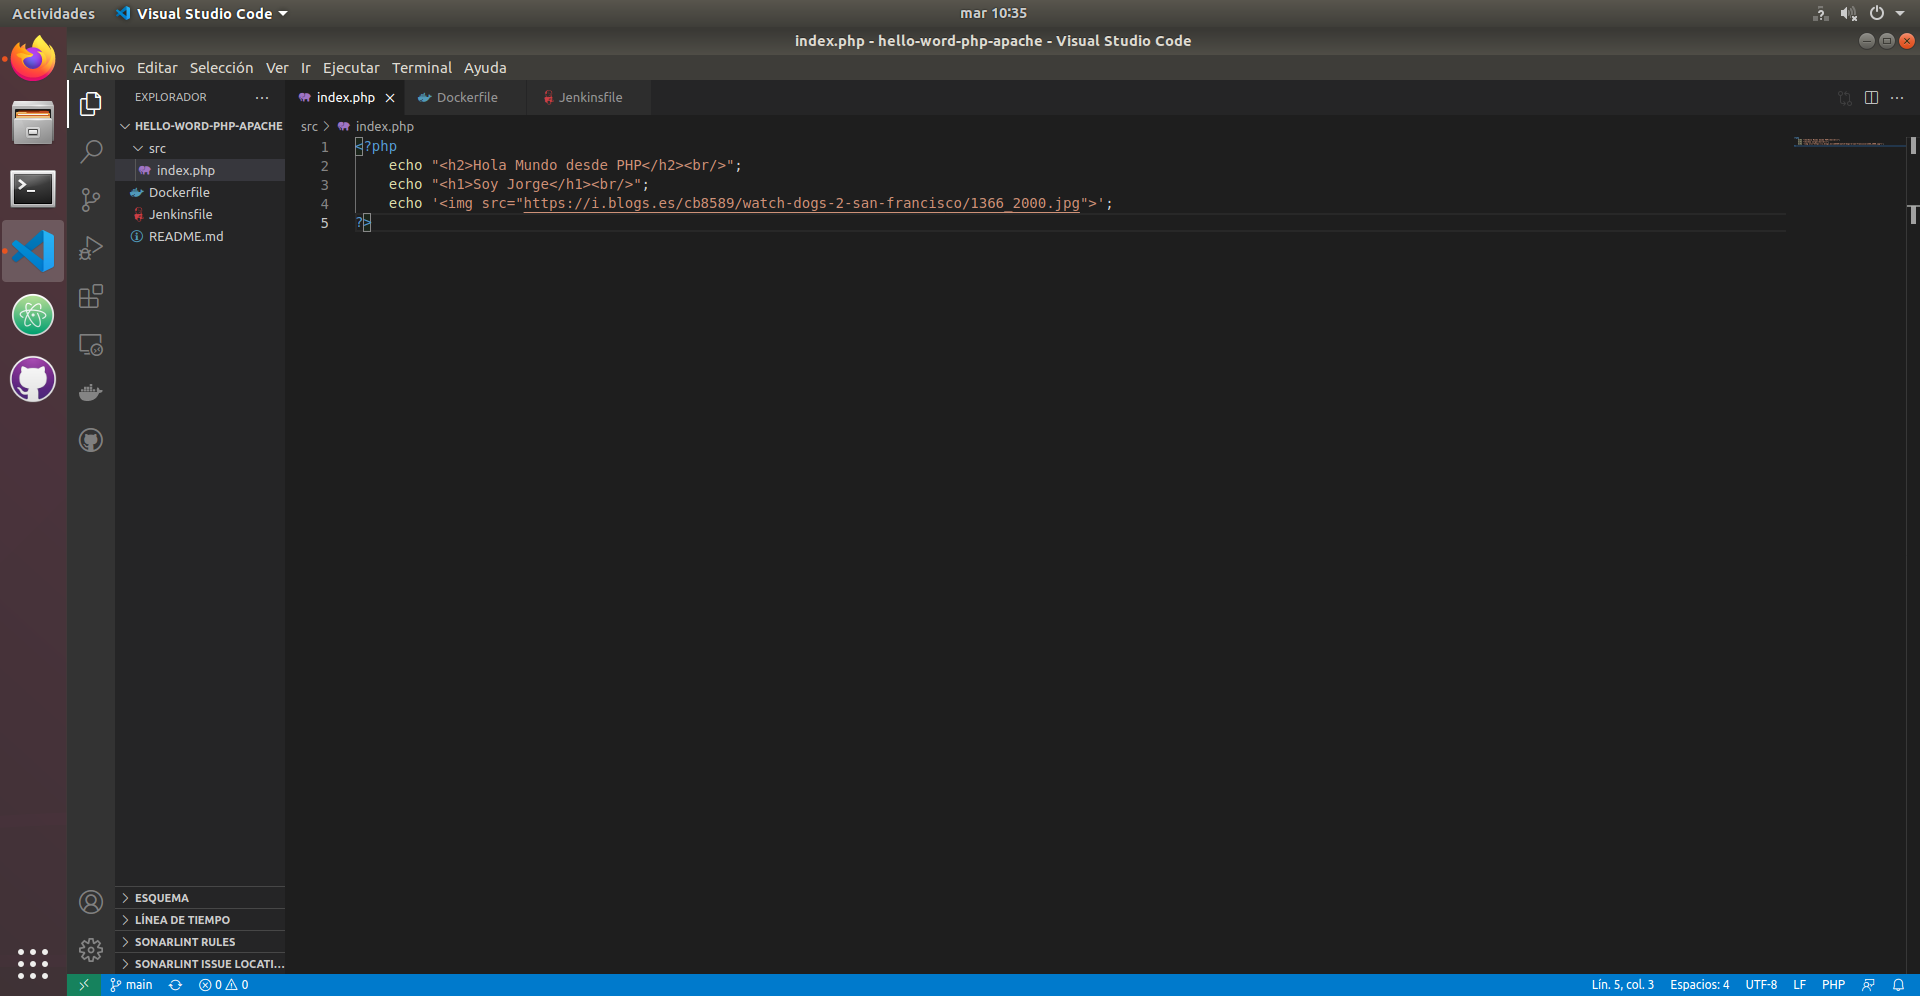 Actividades Visual Studio Code mar 10:35
index.php - hello-word-php-apache - Visual Studio Code
Archivo Editar Selección Ver Ir Ejecutar Terminal Ayuda
EXPLORADOR
HELLO-WORD-PHP-APACHE
src
index.php
Dockerfile
Jenkinsfile
README.md
ESQUEMA
LÍNEA DE TIEMPO
SONARLINT RULES
SONARLINT ISSUE LOCATI...
index.php Dockerfile Jenkinsfile
src > index.php
1 <?php
2 echo "<h2>Hola Mundo desde PHP</h2><br/>";
3 echo "<h1>Soy Jorge</h1><br/>";
4 echo '<img src="https://i.blogs.es/cb8589/watch-dogs-2-san-francisco/1366_2000.jpg">';
5 ?>
main 0 0 Lín. 5, col. 3 Espacios: 4 UTF-8 LF PHP